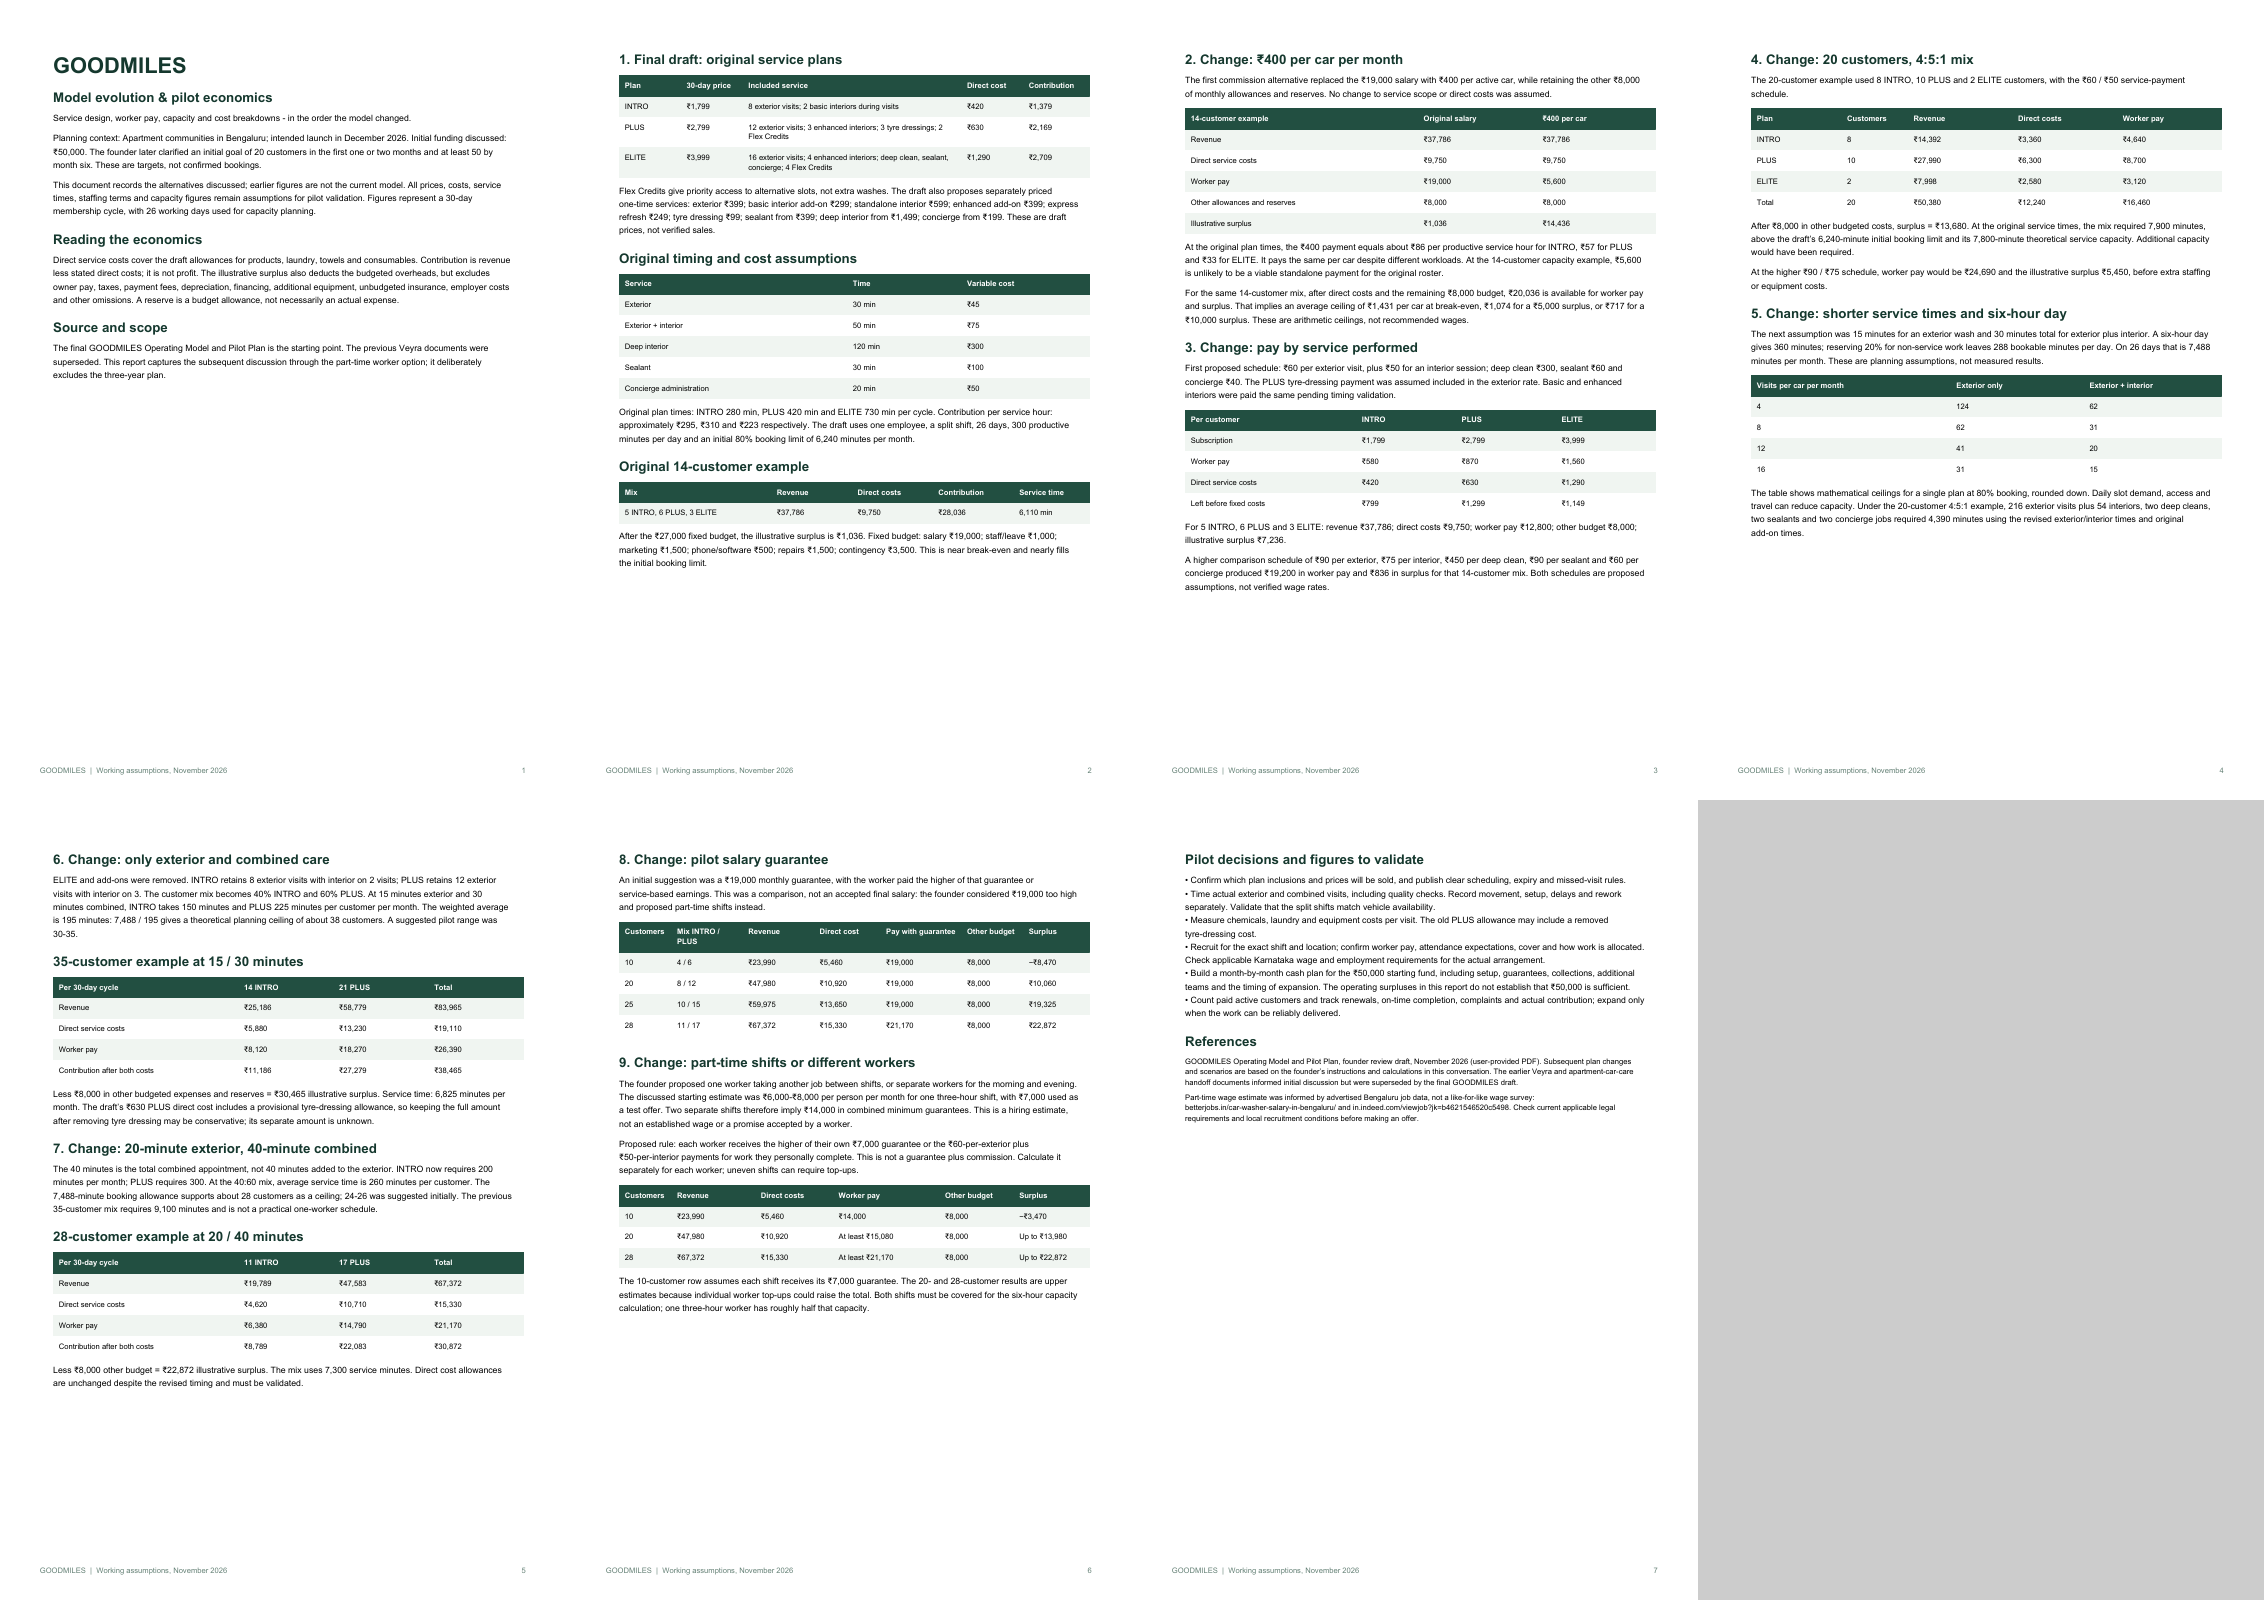 GOODMILES
Model evolution & pilot economics
Service design, worker pay, capacity and cost breakdowns - in the order the model changed.
Planning context: Apartment communities in Bengaluru; intended launch in December 2026. Initial funding discussed:
₹50,000. The founder later clarified an initial goal of 20 customers in the first one or two months and at least 50 by
month six. These are targets, not confirmed bookings.
This document records the alternatives discussed; earlier figures are not the current model. All prices, costs, service
times, staffing terms and capacity figures remain assumptions for pilot validation. Figures represent a 30-day
membership cycle, with 26 working days used for capacity planning.
Reading the economics
Direct service costs cover the draft allowances for products, laundry, towels and consumables. Contribution is revenue
less stated direct costs; it is not profit. The illustrative surplus also deducts the budgeted overheads, but excludes
owner pay, taxes, payment fees, depreciation, financing, additional equipment, unbudgeted insurance, employer costs
and other omissions. A reserve is a budget allowance, not necessarily an actual expense.
Source and scope
The final GOODMILES Operating Model and Pilot Plan is the starting point. The previous Veyra documents were
superseded. This report captures the subsequent discussion through the part-time worker option; it deliberately
excludes the three-year plan.
GOODMILES | Working assumptions, November 2026 1
1. Final draft: original service plans
Plan 30-day price Included service Direct cost Contribution
INTRO ₹1,799 8 exterior visits; 2 basic interiors during visits ₹420 ₹1,379
PLUS ₹2,799 12 exterior visits; 3 enhanced interiors; 3 tyre dressings; 2 ₹630 ₹2,169
Flex Credits
ELITE ₹3,999 16 exterior visits; 4 enhanced interiors; deep clean, sealant, ₹1,290 ₹2,709
concierge; 4 Flex Credits
Flex Credits give priority access to alternative slots, not extra washes. The draft also proposes separately priced
one-time services: exterior ₹399; basic interior add-on ₹299; standalone interior ₹599; enhanced add-on ₹399; express
refresh ₹249; tyre dressing ₹99; sealant from ₹399; deep interior from ₹1,499; concierge from ₹199. These are draft
prices, not verified sales.
Original timing and cost assumptions
Service Time Variable cost
Exterior 30 min ₹45
Exterior + interior 50 min ₹75
Deep interior 120 min ₹300
Sealant 30 min ₹100
Concierge administration 20 min ₹50
Original plan times: INTRO 280 min, PLUS 420 min and ELITE 730 min per cycle. Contribution per service hour:
approximately ₹295, ₹310 and ₹223 respectively. The draft uses one employee, a split shift, 26 days, 300 productive
minutes per day and an initial 80% booking limit of 6,240 minutes per month.
Original 14-customer example
Mix Revenue Direct costs Contribution Service time
5 INTRO, 6 PLUS, 3 ELITE ₹37,786 ₹9,750 ₹28,036 6,110 min
After the ₹27,000 fixed budget, the illustrative surplus is ₹1,036. Fixed budget: salary ₹19,000; staff/leave ₹1,000;
marketing ₹1,500; phone/software ₹500; repairs ₹1,500; contingency ₹3,500. This is near break-even and nearly fills
the initial booking limit.
GOODMILES | Working assumptions, November 2026 2
2. Change: ₹400 per car per month
The first commission alternative replaced the ₹19,000 salary with ₹400 per active car, while retaining the other ₹8,000
of monthly allowances and reserves. No change to service scope or direct costs was assumed.
14-customer example Original salary ₹400 per car
Revenue ₹37,786 ₹37,786
Direct service costs ₹9,750 ₹9,750
Worker pay ₹19,000 ₹5,600
Other allowances and reserves ₹8,000 ₹8,000
Illustrative surplus ₹1,036 ₹14,436
At the original plan times, the ₹400 payment equals about ₹86 per productive service hour for INTRO, ₹57 for PLUS
and ₹33 for ELITE. It pays the same per car despite different workloads. At the 14-customer capacity example, ₹5,600
is unlikely to be a viable standalone payment for the original roster.
For the same 14-customer mix, after direct costs and the remaining ₹8,000 budget, ₹20,036 is available for worker pay
and surplus. That implies an average ceiling of ₹1,431 per car at break-even, ₹1,074 for a ₹5,000 surplus, or ₹717 for a
₹10,000 surplus. These are arithmetic ceilings, not recommended wages.
3. Change: pay by service performed
First proposed schedule: ₹60 per exterior visit, plus ₹50 for an interior session; deep clean ₹300, sealant ₹60 and
concierge ₹40. The PLUS tyre-dressing payment was assumed included in the exterior rate. Basic and enhanced
interiors were paid the same pending timing validation.
Per customer INTRO PLUS ELITE
Subscription ₹1,799 ₹2,799 ₹3,999
Worker pay ₹580 ₹870 ₹1,560
Direct service costs ₹420 ₹630 ₹1,290
Left before fixed costs ₹799 ₹1,299 ₹1,149
For 5 INTRO, 6 PLUS and 3 ELITE: revenue ₹37,786; direct costs ₹9,750; worker pay ₹12,800; other budget ₹8,000;
illustrative surplus ₹7,236.
A higher comparison schedule of ₹90 per exterior, ₹75 per interior, ₹450 per deep clean, ₹90 per sealant and ₹60 per
concierge produced ₹19,200 in worker pay and ₹836 in surplus for that 14-customer mix. Both schedules are proposed
assumptions, not verified wage rates.
GOODMILES | Working assumptions, November 2026 3
4. Change: 20 customers, 4:5:1 mix
The 20-customer example used 8 INTRO, 10 PLUS and 2 ELITE customers, with the ₹60 / ₹50 service-payment
schedule.
Plan Customers Revenue Direct costs Worker pay
INTRO 8 ₹14,392 ₹3,360 ₹4,640
PLUS 10 ₹27,990 ₹6,300 ₹8,700
ELITE 2 ₹7,998 ₹2,580 ₹3,120
Total 20 ₹50,380 ₹12,240 ₹16,460
After ₹8,000 in other budgeted costs, surplus = ₹13,680. At the original service times, the mix required 7,900 minutes,
above the draft's 6,240-minute initial booking limit and its 7,800-minute theoretical service capacity. Additional capacity
would have been required.
At the higher ₹90 / ₹75 schedule, worker pay would be ₹24,690 and the illustrative surplus ₹5,450, before extra staffing
or equipment costs.
5. Change: shorter service times and six-hour day
The next assumption was 15 minutes for an exterior wash and 30 minutes total for exterior plus interior. A six-hour day
gives 360 minutes; reserving 20% for non-service work leaves 288 bookable minutes per day. On 26 days that is 7,488
minutes per month. These are planning assumptions, not measured results.
Visits per car per month Exterior only Exterior + interior
4 124 62
8 62 31
12 41 20
16 31 15
The table shows mathematical ceilings for a single plan at 80% booking, rounded down. Daily slot demand, access and
travel can reduce capacity. Under the 20-customer 4:5:1 example, 216 exterior visits plus 54 interiors, two deep cleans,
two sealants and two concierge jobs required 4,390 minutes using the revised exterior/interior times and original
add-on times.
GOODMILES | Working assumptions, November 2026 4
6. Change: only exterior and combined care
ELITE and add-ons were removed. INTRO retains 8 exterior visits with interior on 2 visits; PLUS retains 12 exterior
visits with interior on 3. The customer mix becomes 40% INTRO and 60% PLUS. At 15 minutes exterior and 30
minutes combined, INTRO takes 150 minutes and PLUS 225 minutes per customer per month. The weighted average
is 195 minutes: 7,488 / 195 gives a theoretical planning ceiling of about 38 customers. A suggested pilot range was
30-35.
35-customer example at 15 / 30 minutes
Per 30-day cycle 14 INTRO 21 PLUS Total
Revenue ₹25,186 ₹58,779 ₹83,965
Direct service costs ₹5,880 ₹13,230 ₹19,110
Worker pay ₹8,120 ₹18,270 ₹26,390
Contribution after both costs ₹11,186 ₹27,279 ₹38,465
Less ₹8,000 in other budgeted expenses and reserves = ₹30,465 illustrative surplus. Service time: 6,825 minutes per
month. The draft's ₹630 PLUS direct cost includes a provisional tyre-dressing allowance, so keeping the full amount
after removing tyre dressing may be conservative; its separate amount is unknown.
7. Change: 20-minute exterior, 40-minute combined
The 40 minutes is the total combined appointment, not 40 minutes added to the exterior. INTRO now requires 200
minutes per month; PLUS requires 300. At the 40:60 mix, average service time is 260 minutes per customer. The
7,488-minute booking allowance supports about 28 customers as a ceiling; 24-26 was suggested initially. The previous
35-customer mix requires 9,100 minutes and is not a practical one-worker schedule.
28-customer example at 20 / 40 minutes
Per 30-day cycle 11 INTRO 17 PLUS Total
Revenue ₹19,789 ₹47,583 ₹67,372
Direct service costs ₹4,620 ₹10,710 ₹15,330
Worker pay ₹6,380 ₹14,790 ₹21,170
Contribution after both costs ₹8,789 ₹22,083 ₹30,872
Less ₹8,000 other budget = ₹22,872 illustrative surplus. The mix uses 7,300 service minutes. Direct cost allowances
are unchanged despite the revised timing and must be validated.
GOODMILES | Working assumptions, November 2026 5
8. Change: pilot salary guarantee
An initial suggestion was a ₹19,000 monthly guarantee, with the worker paid the higher of that guarantee or
service-based earnings. This was a comparison, not an accepted final salary: the founder considered ₹19,000 too high
and proposed part-time shifts instead.
Customers Mix INTRO / Revenue Direct cost Pay with guarantee Other budget Surplus
PLUS
10 4 / 6 ₹23,990 ₹5,460 ₹19,000 ₹8,000 −₹8,470
20 8 / 12 ₹47,980 ₹10,920 ₹19,000 ₹8,000 ₹10,060
25 10 / 15 ₹59,975 ₹13,650 ₹19,000 ₹8,000 ₹19,325
28 11 / 17 ₹67,372 ₹15,330 ₹21,170 ₹8,000 ₹22,872
9. Change: part-time shifts or different workers
The founder proposed one worker taking another job between shifts, or separate workers for the morning and evening.
The discussed starting estimate was ₹6,000-₹8,000 per person per month for one three-hour shift, with ₹7,000 used as
a test offer. Two separate shifts therefore imply ₹14,000 in combined minimum guarantees. This is a hiring estimate,
not an established wage or a promise accepted by a worker.
Proposed rule: each worker receives the higher of their own ₹7,000 guarantee or the ₹60-per-exterior plus
₹50-per-interior payments for work they personally complete. This is not a guarantee plus commission. Calculate it
separately for each worker; uneven shifts can require top-ups.
Customers Revenue Direct costs Worker pay Other budget Surplus
10 ₹23,990 ₹5,460 ₹14,000 ₹8,000 −₹3,470
20 ₹47,980 ₹10,920 At least ₹15,080 ₹8,000 Up to ₹13,980
28 ₹67,372 ₹15,330 At least ₹21,170 ₹8,000 Up to ₹22,872
The 10-customer row assumes each shift receives its ₹7,000 guarantee. The 20- and 28-customer results are upper
estimates because individual worker top-ups could raise the total. Both shifts must be covered for the six-hour capacity
calculation; one three-hour worker has roughly half that capacity.
GOODMILES | Working assumptions, November 2026 6
Pilot decisions and figures to validate
• Confirm which plan inclusions and prices will be sold, and publish clear scheduling, expiry and missed-visit rules.
• Time actual exterior and combined visits, including quality checks. Record movement, setup, delays and rework
separately. Validate that the split shifts match vehicle availability.
• Measure chemicals, laundry and equipment costs per visit. The old PLUS allowance may include a removed
tyre-dressing cost.
• Recruit for the exact shift and location; confirm worker pay, attendance expectations, cover and how work is allocated.
Check applicable Karnataka wage and employment requirements for the actual arrangement.
• Build a month-by-month cash plan for the ₹50,000 starting fund, including setup, guarantees, collections, additional
teams and the timing of expansion. The operating surpluses in this report do not establish that ₹50,000 is sufficient.
• Count paid active customers and track renewals, on-time completion, complaints and actual contribution; expand only
when the work can be reliably delivered.
References
GOODMILES Operating Model and Pilot Plan, founder review draft, November 2026 (user-provided PDF). Subsequent plan changes
and scenarios are based on the founder's instructions and calculations in this conversation. The earlier Veyra and apartment-car-care
handoff documents informed initial discussion but were superseded by the final GOODMILES draft.
Part-time wage estimate was informed by advertised Bengaluru job data, not a like-for-like wage survey:
betterjobs.in/car-washer-salary-in-bengaluru/ and in.indeed.com/viewjob?jk=b4621546520c5498. Check current applicable legal
requirements and local recruitment conditions before making an offer.
GOODMILES | Working assumptions, November 2026 7